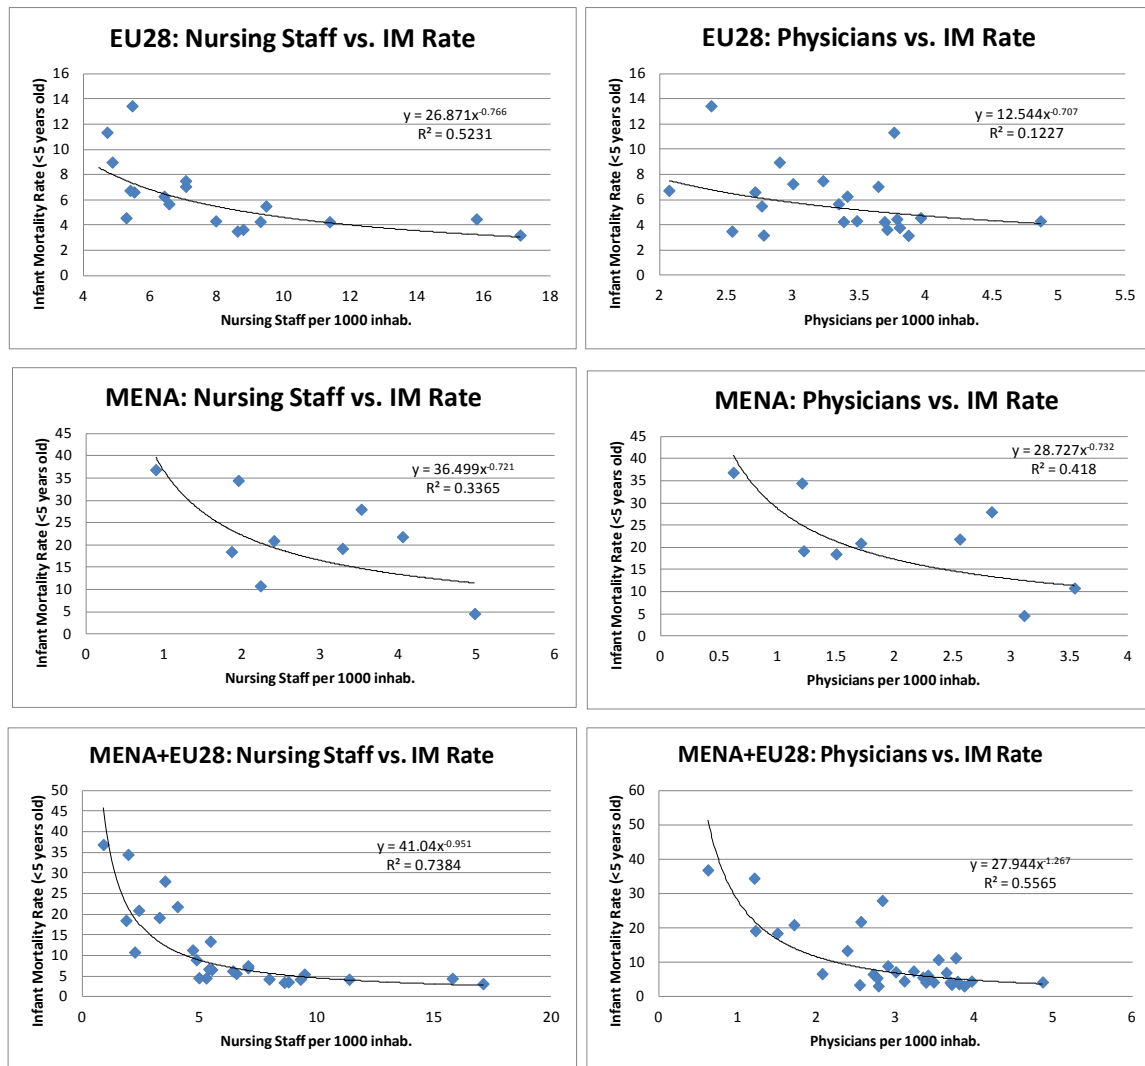 EU28: Nursing Staff vs. IM Rate
Infant Mortality Rate (<5 years old)
16
14
12
10
8
6
4
2
0
y = 26.871x^-0.766
R² = 0.5231
4 6 8 10 12 14 16 18
Nursing Staff per 1000 inhab.
EU28: Physicians vs. IM Rate
Infant Mortality Rate (<5 years old)
16
14
12
10
8
6
4
2
0
y = 12.544x^-0.707
R² = 0.1227
2 2.5 3 3.5 4 4.5 5 5.5
Physicians per 1000 inhab.
MENA: Nursing Staff vs. IM Rate
Infant Mortality Rate (<5 years old)
45
40
35
30
25
20
15
10
5
0
y = 36.499x^-0.721
R² = 0.3365
0 1 2 3 4 5 6
Nursing Staff per 1000 inhab.
MENA: Physicians vs. IM Rate
Infant Mortality Rate (<5 years old)
45
40
35
30
25
20
15
10
5
0
y = 28.727x^-0.732
R² = 0.418
0 0.5 1 1.5 2 2.5 3 3.5 4
Physicians per 1000 inhab.
MENA+EU28: Nursing Staff vs. IM Rate
Infant Mortality Rate (<5 years old)
50
45
40
35
30
25
20
15
10
5
0
y = 41.04x^-0.951
R² = 0.7384
0 5 10 15 20
Nursing Staff per 1000 inhab.
MENA+EU28: Physicians vs. IM Rate
Infant Mortality Rate (<5 years old)
60
50
40
30
20
10
0
y = 27.944x^-1.267
R² = 0.5565
0 1 2 3 4 5 6
Physicians per 1000 inhab.